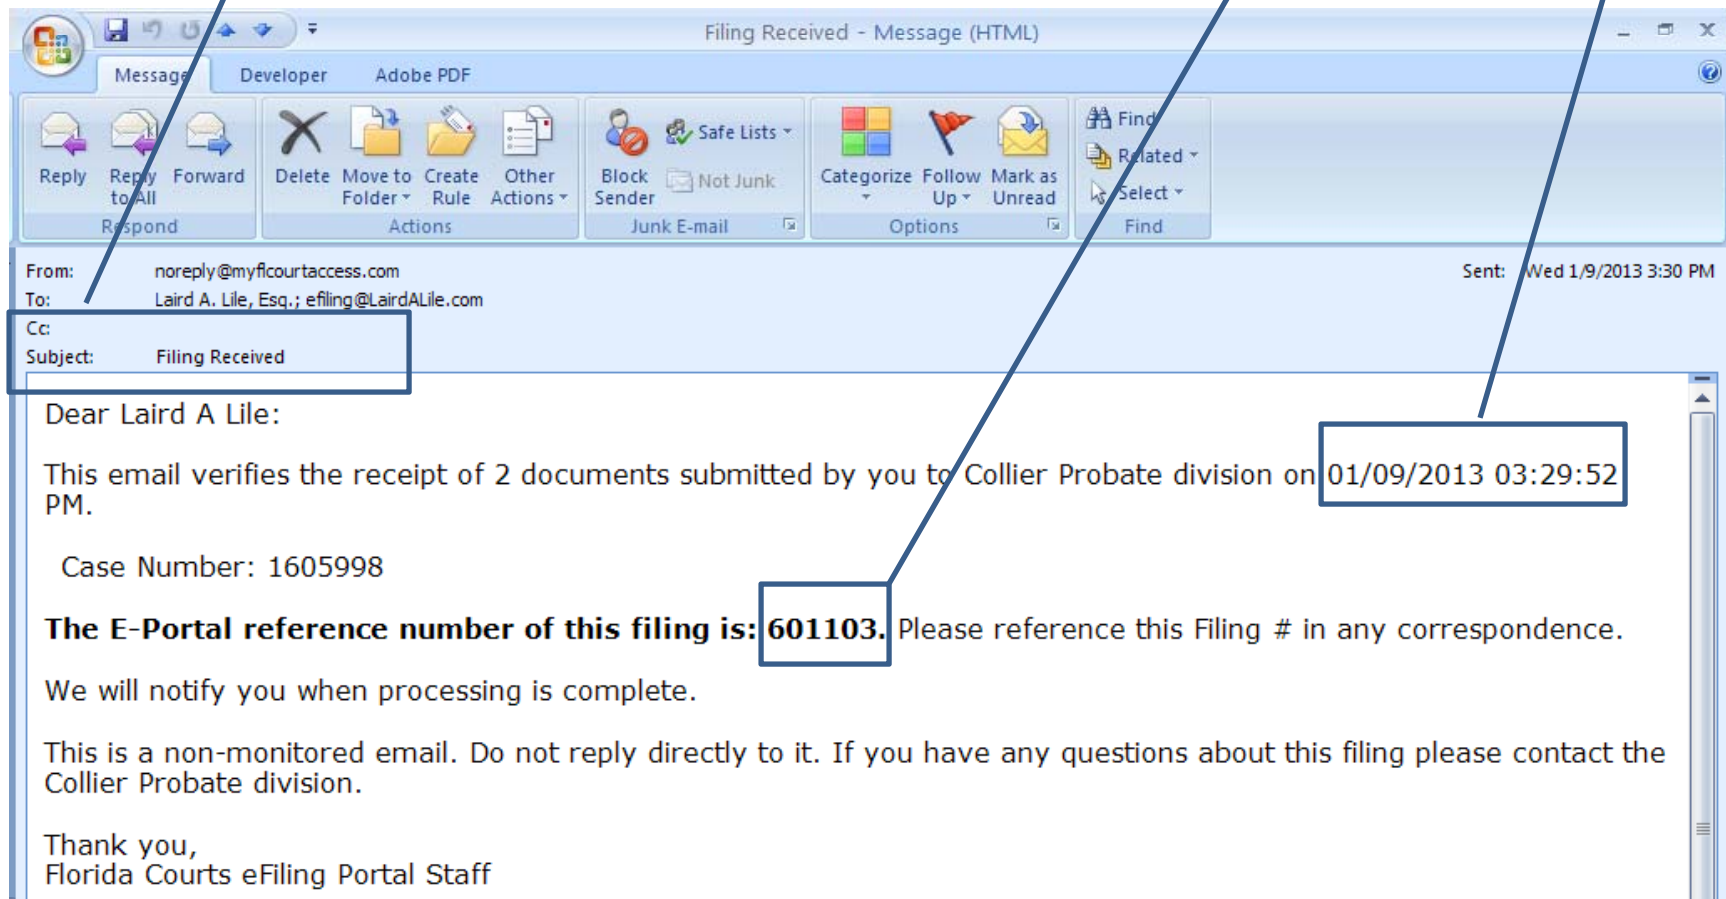 Filing Received - Message (HTML)
Message Developer Adobe PDF
Reply Reply to All Forward
Respond
Delete Move to Folder Create Rule Other Actions
Actions
Block Sender Safe Lists Not Junk
Junk E-mail
Categorize Follow Up Mark as Unread
Options
Find Related Select
Find
From: noreply@myflcourtaccess.com Sent: Wed 1/9/2013 3:30 PM
To: Laird A. Lile, Esq.; efiling@LairdALile.com
Cc:
Subject: Filing Received
Dear Laird A Lile:
This email verifies the receipt of 2 documents submitted by you to Collier Probate division on 01/09/2013 03:29:52
PM.
Case Number: 1605998
The E-Portal reference number of this filing is: 601103. Please reference this Filing # in any correspondence.
We will notify you when processing is complete.
This is a non-monitored email. Do not reply directly to it. If you have any questions about this filing please contact the
Collier Probate division.
Thank you,
Florida Courts eFiling Portal Staff